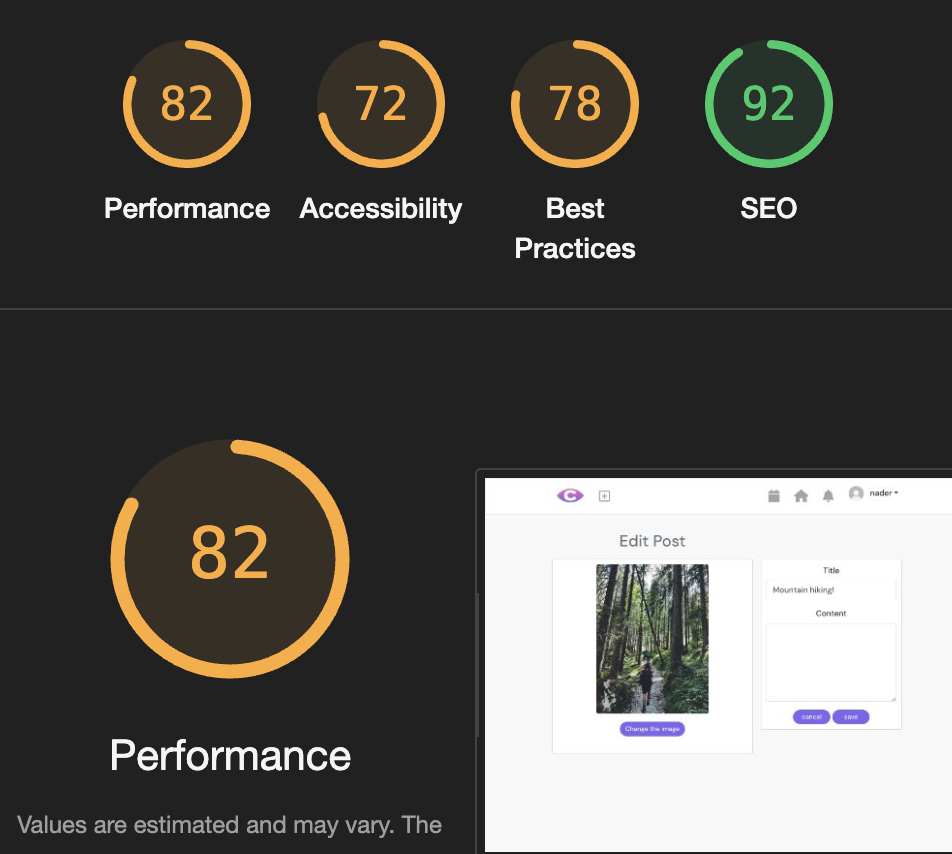 82 72 78 92
Performance Accessibility Best Practices SEO
82
Performance
Values are estimated and may vary. The
C
nader
Edit Post
Change the image
Title
Mountain hiking!
Content
cancel save